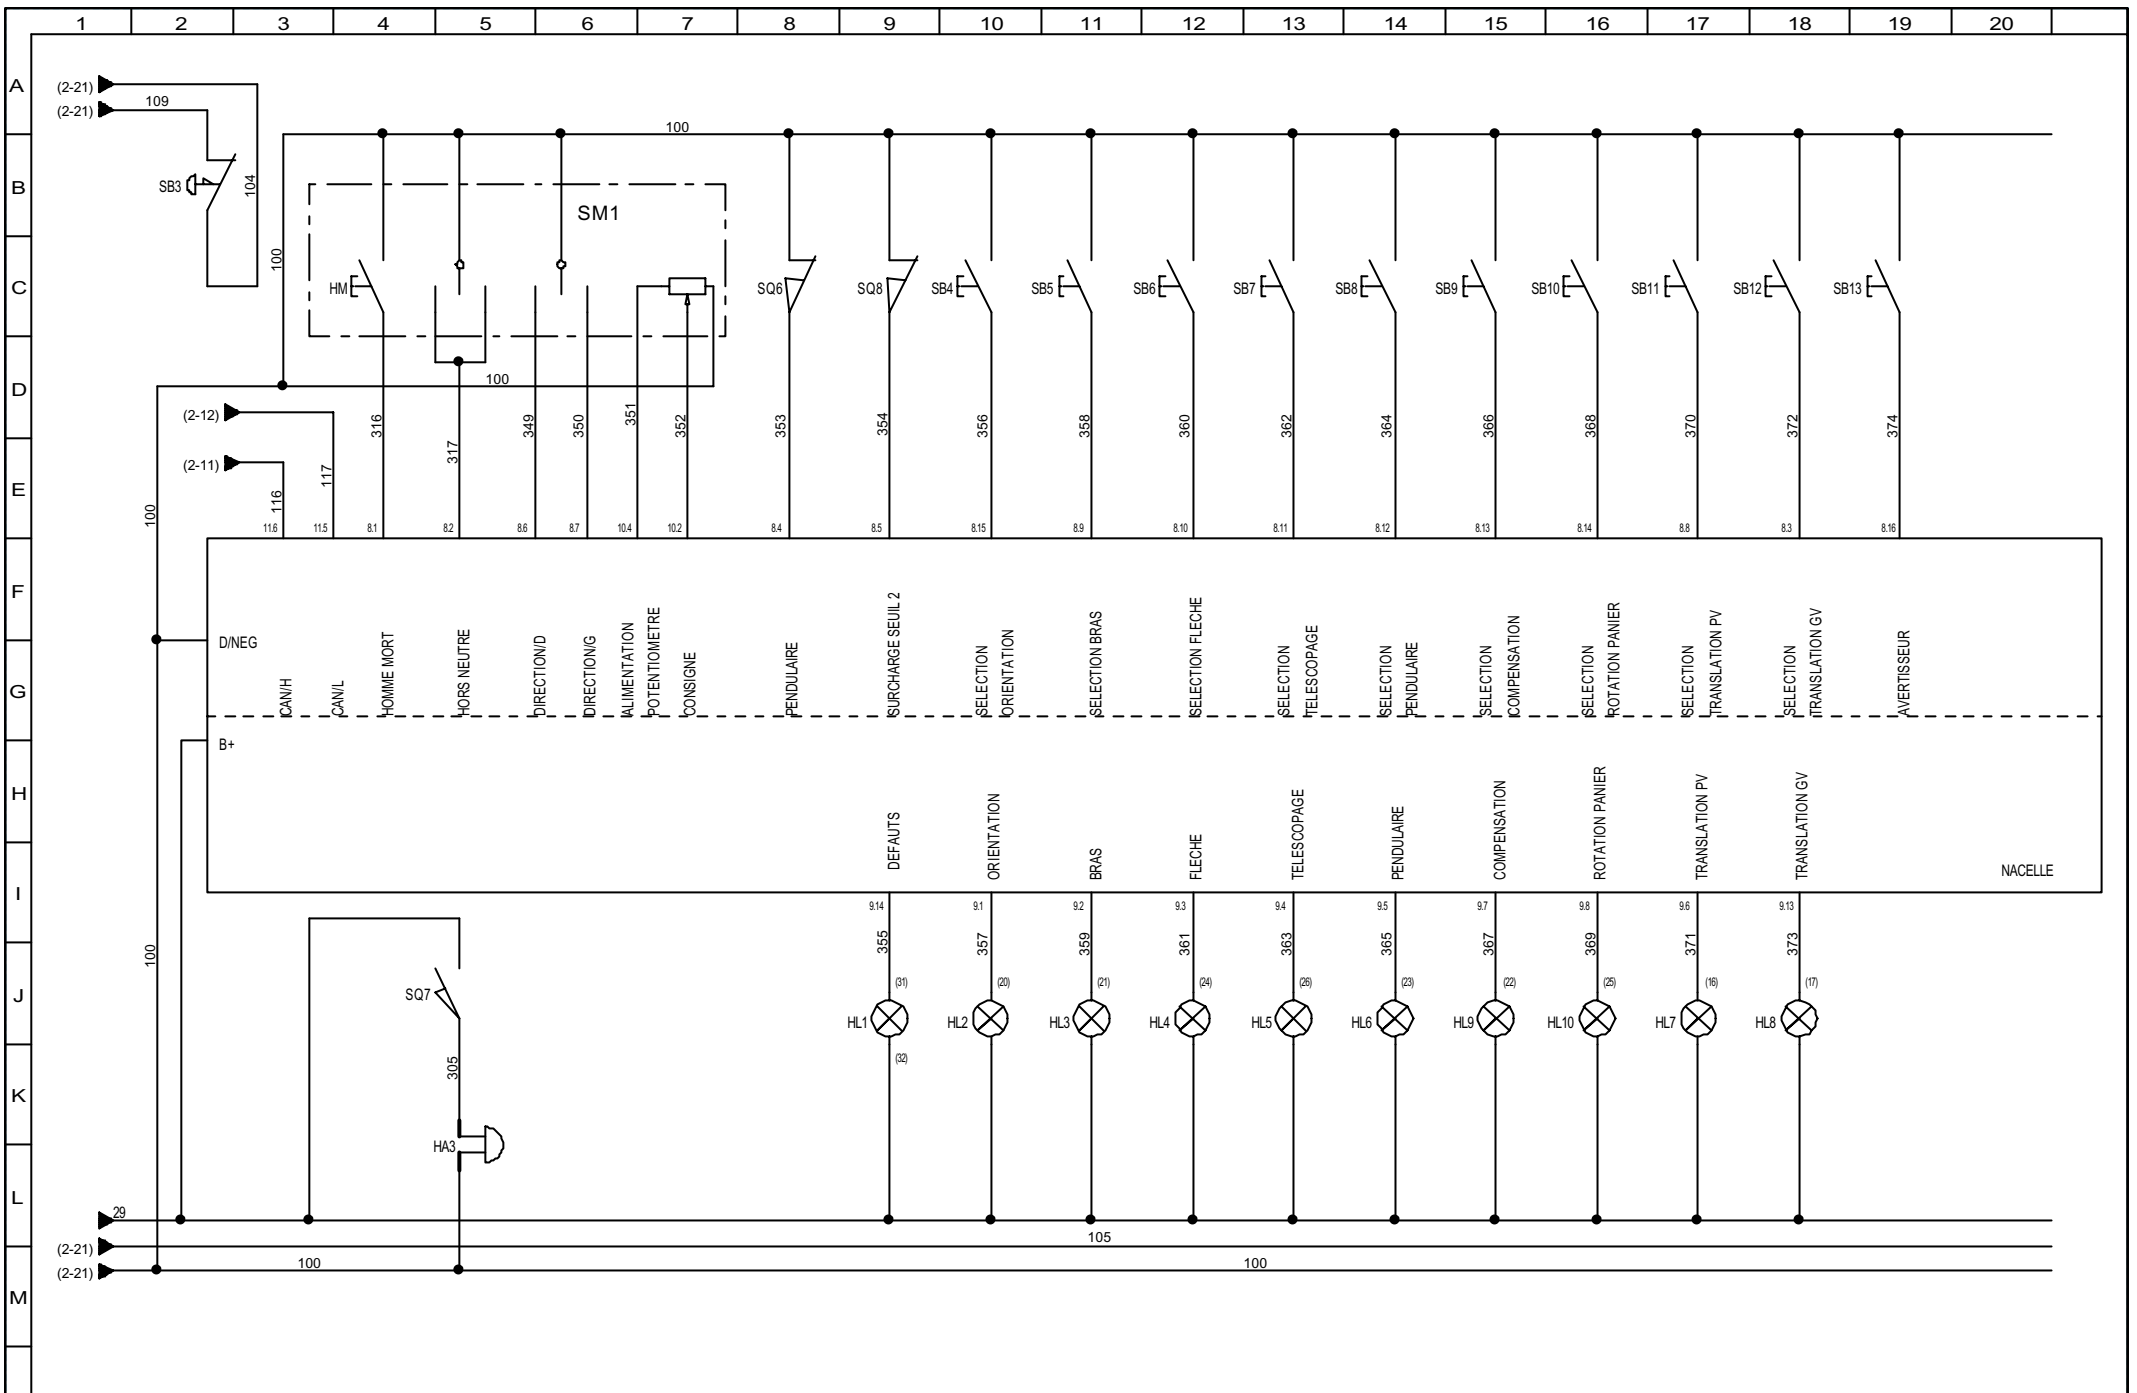 1 2 3 4 5 6 7 8 9 10 11 12 13 14 15 16 17 18 19 20
A
(2-21)
(2-21)
109
100
B
SB3
104
SM1
C
100
HM
SQ6
SQ8
SB4
SB5
SB6
SB7
SB8
SB9
SB10
SB11
SB12
SB13
D
100
(2-12)
316
317
349
350
351
352
353
354
356
358
360
362
364
366
368
370
372
374
(2-11)
E
116
117
100
11.6
11.5
8.1
8.2
8.6
8.7
10.4
10.2
8.4
8.5
8.15
8.9
8.10
8.11
8.12
8.13
8.14
8.8
8.3
8.16
F
D/NEG
G
CAN/H
CAN/L
HOMME MORT
HORS NEUTRE
DIRECTION/D
DIRECTION/G
ALIMENTATION
POTENTIOMETRE
CONSIGNE
PENDULAIRE
SURCHARGE SEUIL 2
SELECTION
ORIENTATION
SELECTION BRAS
SELECTION FLECHE
SELECTION
TELESCOPAGE
SELECTION
PENDULAIRE
SELECTION
COMPENSATION
SELECTION
ROTATION PANIER
SELECTION
TRANSLATION PV
SELECTION
TRANSLATION GV
AVERTISSEUR
B+
H
DEFAUTS
ORIENTATION
BRAS
FLECHE
TELESCOPAGE
PENDULAIRE
COMPENSATION
ROTATION PANIER
TRANSLATION PV
TRANSLATION GV
NACELLE
I
9.14
9.1
9.2
9.3
9.4
9.5
9.7
9.8
9.6
9.13
100
355
357
359
361
363
365
367
369
371
373
J
SQ7
(31)
(20)
(21)
(24)
(26)
(23)
(22)
(25)
(16)
(17)
HL1
HL2
HL3
HL4
HL5
HL6
HL9
HL10
HL7
HL8
(32)
305
K
HA3
L
29
105
(2-21)
100
100
(2-21)
M